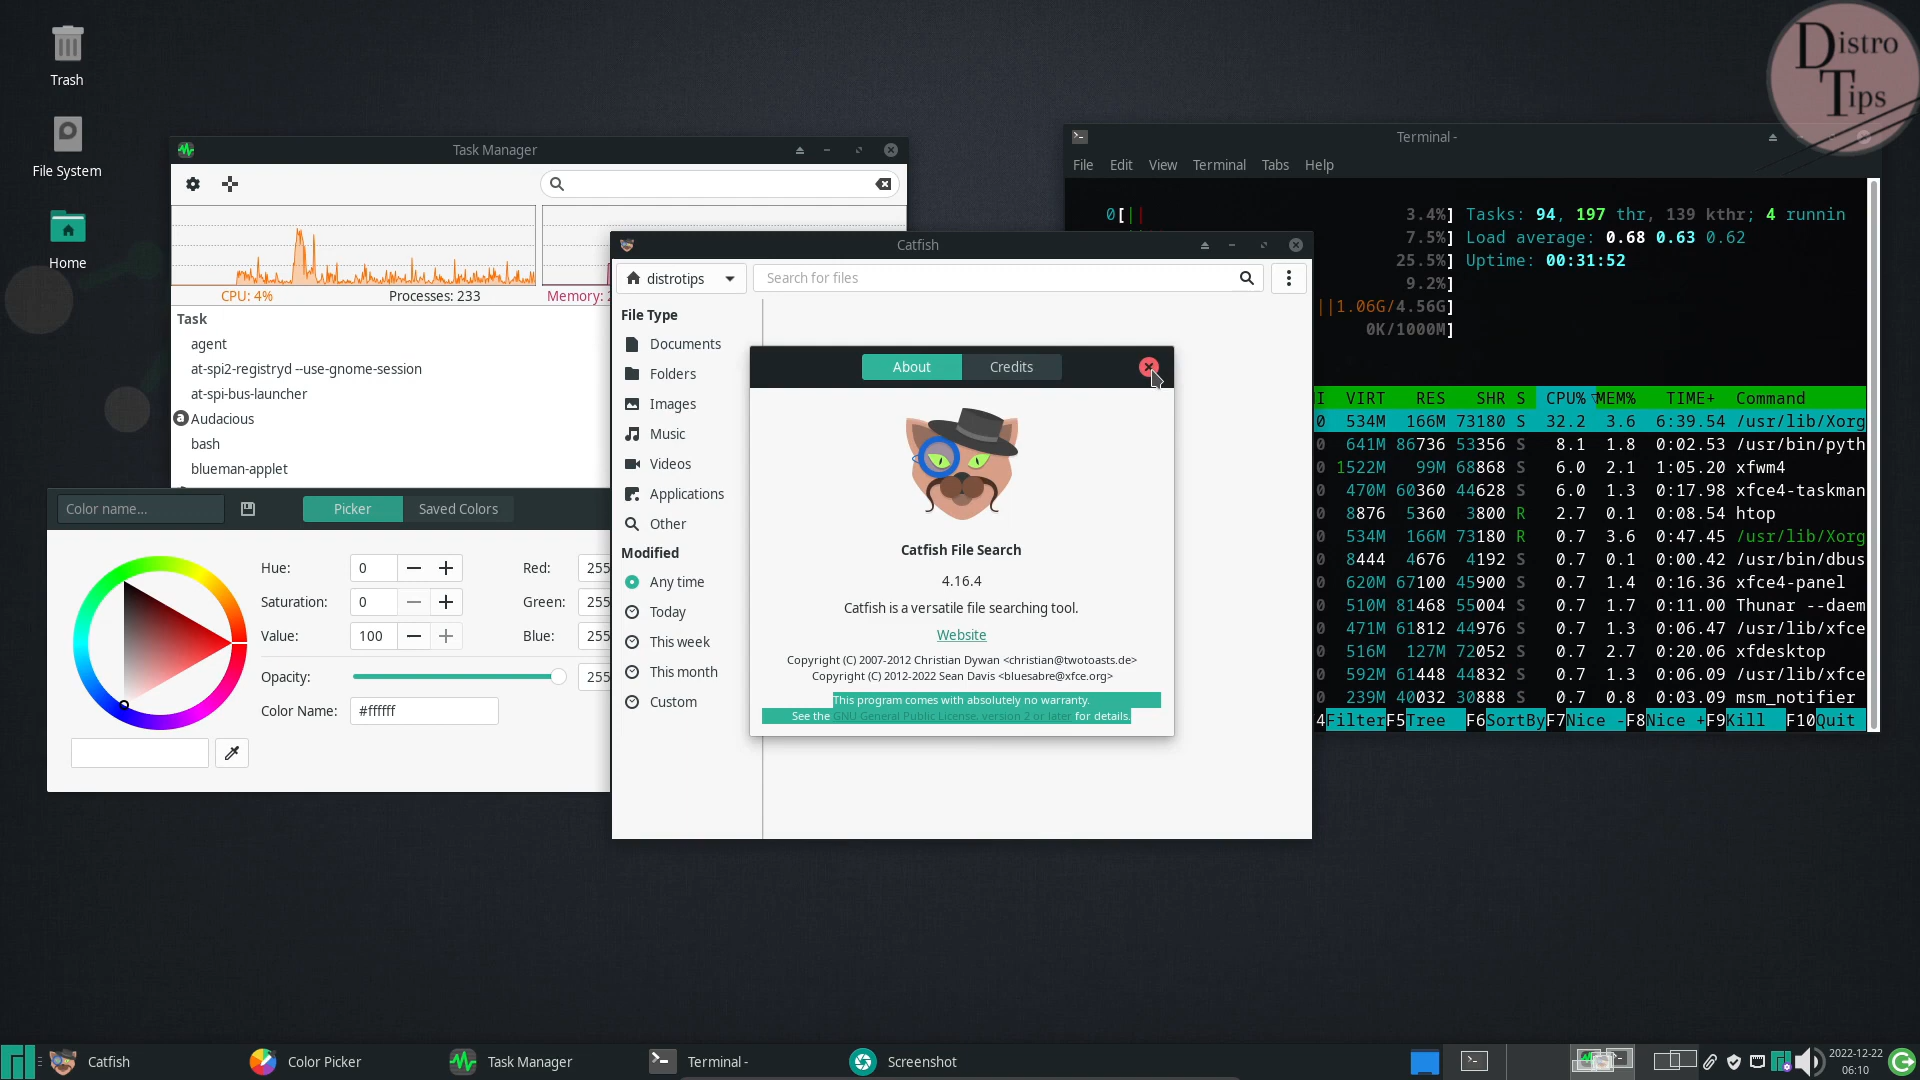 Trash
File System
Home
Distro
Tips
Task Manager
CPU: 4%
Processes: 233
Memory: 2
Task
agent
at-spi2-registryd --use-gnome-session
at-spi-bus-launcher
Audacious
bash
blueman-applet
Color name...
Picker
Saved Colors
Hue:
0
Red:
255
Saturation:
0
Green:
255
Value:
100
Blue:
255
Opacity:
255
Color Name:
#ffffff
Catfish
distrotips
Search for files
File Type
Documents
Folders
Images
Music
Videos
Applications
Other
Modified
Any time
Today
This week
This month
Custom
About
Credits
Catfish File Search
4.16.4
Catfish is a versatile file searching tool.
Website
Copyright (C) 2007-2012 Christian Dywan <christian@twotoasts.de>
Copyright (C) 2012-2022 Sean Davis <bluesabre@xfce.org>
This program comes with absolutely no warranty.
See the GNU General Public License, version 2 or later for details.
Terminal -
File Edit View Terminal Tabs Help
0[|| 3.4%] Tasks: 94, 197 thr, 139 kthr; 4 runnin
7.5%] Load average: 0.68 0.63 0.62
25.5%] Uptime: 00:31:52
9.2%]
||1.06G/4.56G]
0K/1000M]
I VIRT RES SHR S CPU%▽MEM% TIME+ Command
0 534M 166M 73180 S 32.2 3.6 6:39.54 /usr/lib/Xorg
0 641M 86736 53356 S 8.1 1.8 0:02.53 /usr/bin/pyth
0 1522M 99M 68868 S 6.0 2.1 1:05.20 xfwm4
0 470M 60360 44628 S 6.0 1.3 0:17.98 xfce4-taskman
0 8876 5360 3800 R 2.7 0.1 0:08.54 htop
0 534M 166M 73180 R 0.7 3.6 0:47.45 /usr/lib/Xorg
0 8444 4676 4192 S 0.7 0.1 0:00.42 /usr/bin/dbus
0 620M 67100 45900 S 0.7 1.4 0:16.36 xfce4-panel
0 510M 81468 55004 S 0.7 1.7 0:11.00 Thunar --daem
0 471M 61812 44976 S 0.7 1.3 0:06.47 /usr/lib/xfce
0 516M 127M 72052 S 0.7 2.7 0:20.06 xfdesktop
0 592M 61448 44832 S 0.7 1.3 0:06.09 /usr/lib/xfce
0 239M 40032 30888 S 0.7 0.8 0:03.09 msm_notifier
4FilterF5Tree F6SortByF7Nice -F8Nice +F9Kill F10Quit
Catfish
Color Picker
Task Manager
Terminal -
Screenshot
2022-12-22
06:10